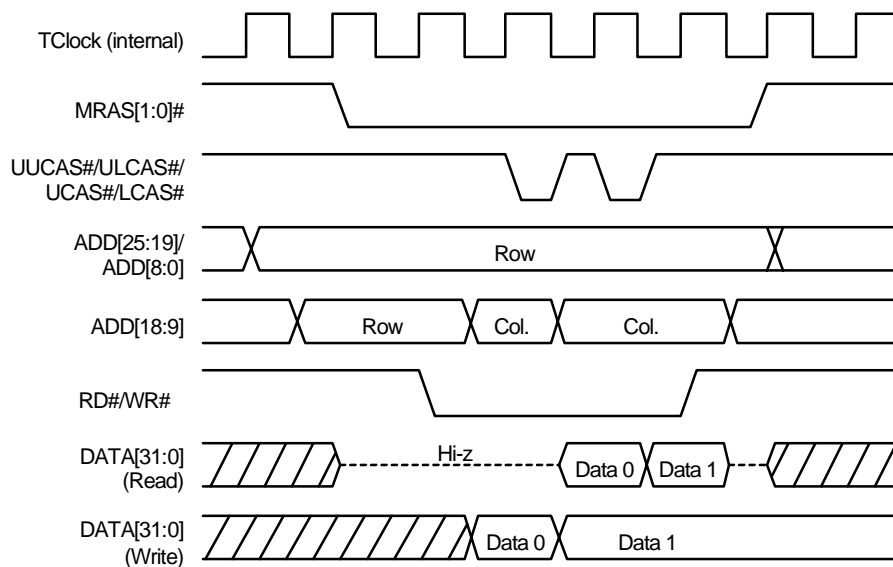 TClock (internal)
MRAS[1:0]#
UUCAS#/ULCAS#/
UCAS#/LCAS#
ADD[25:19]/
ADD[8:0]
Row
ADD[18:9]
Row
Col.
Col.
RD#/WR#
DATA[31:0]
(Read)
Hi-z
Data 0
Data 1
DATA[31:0]
(Write)
Data 0
Data 1